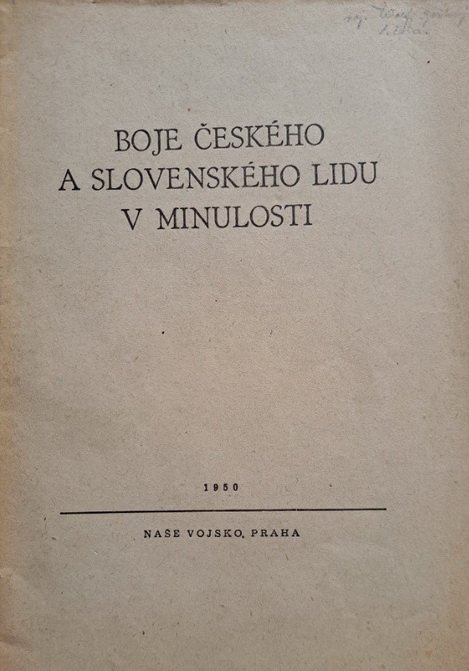 BOJE ČESKÉHO
A SLOVENSKÉHO LIDU
V MINULOSTI
1950
NAŠE VOJSKO, PRAHA